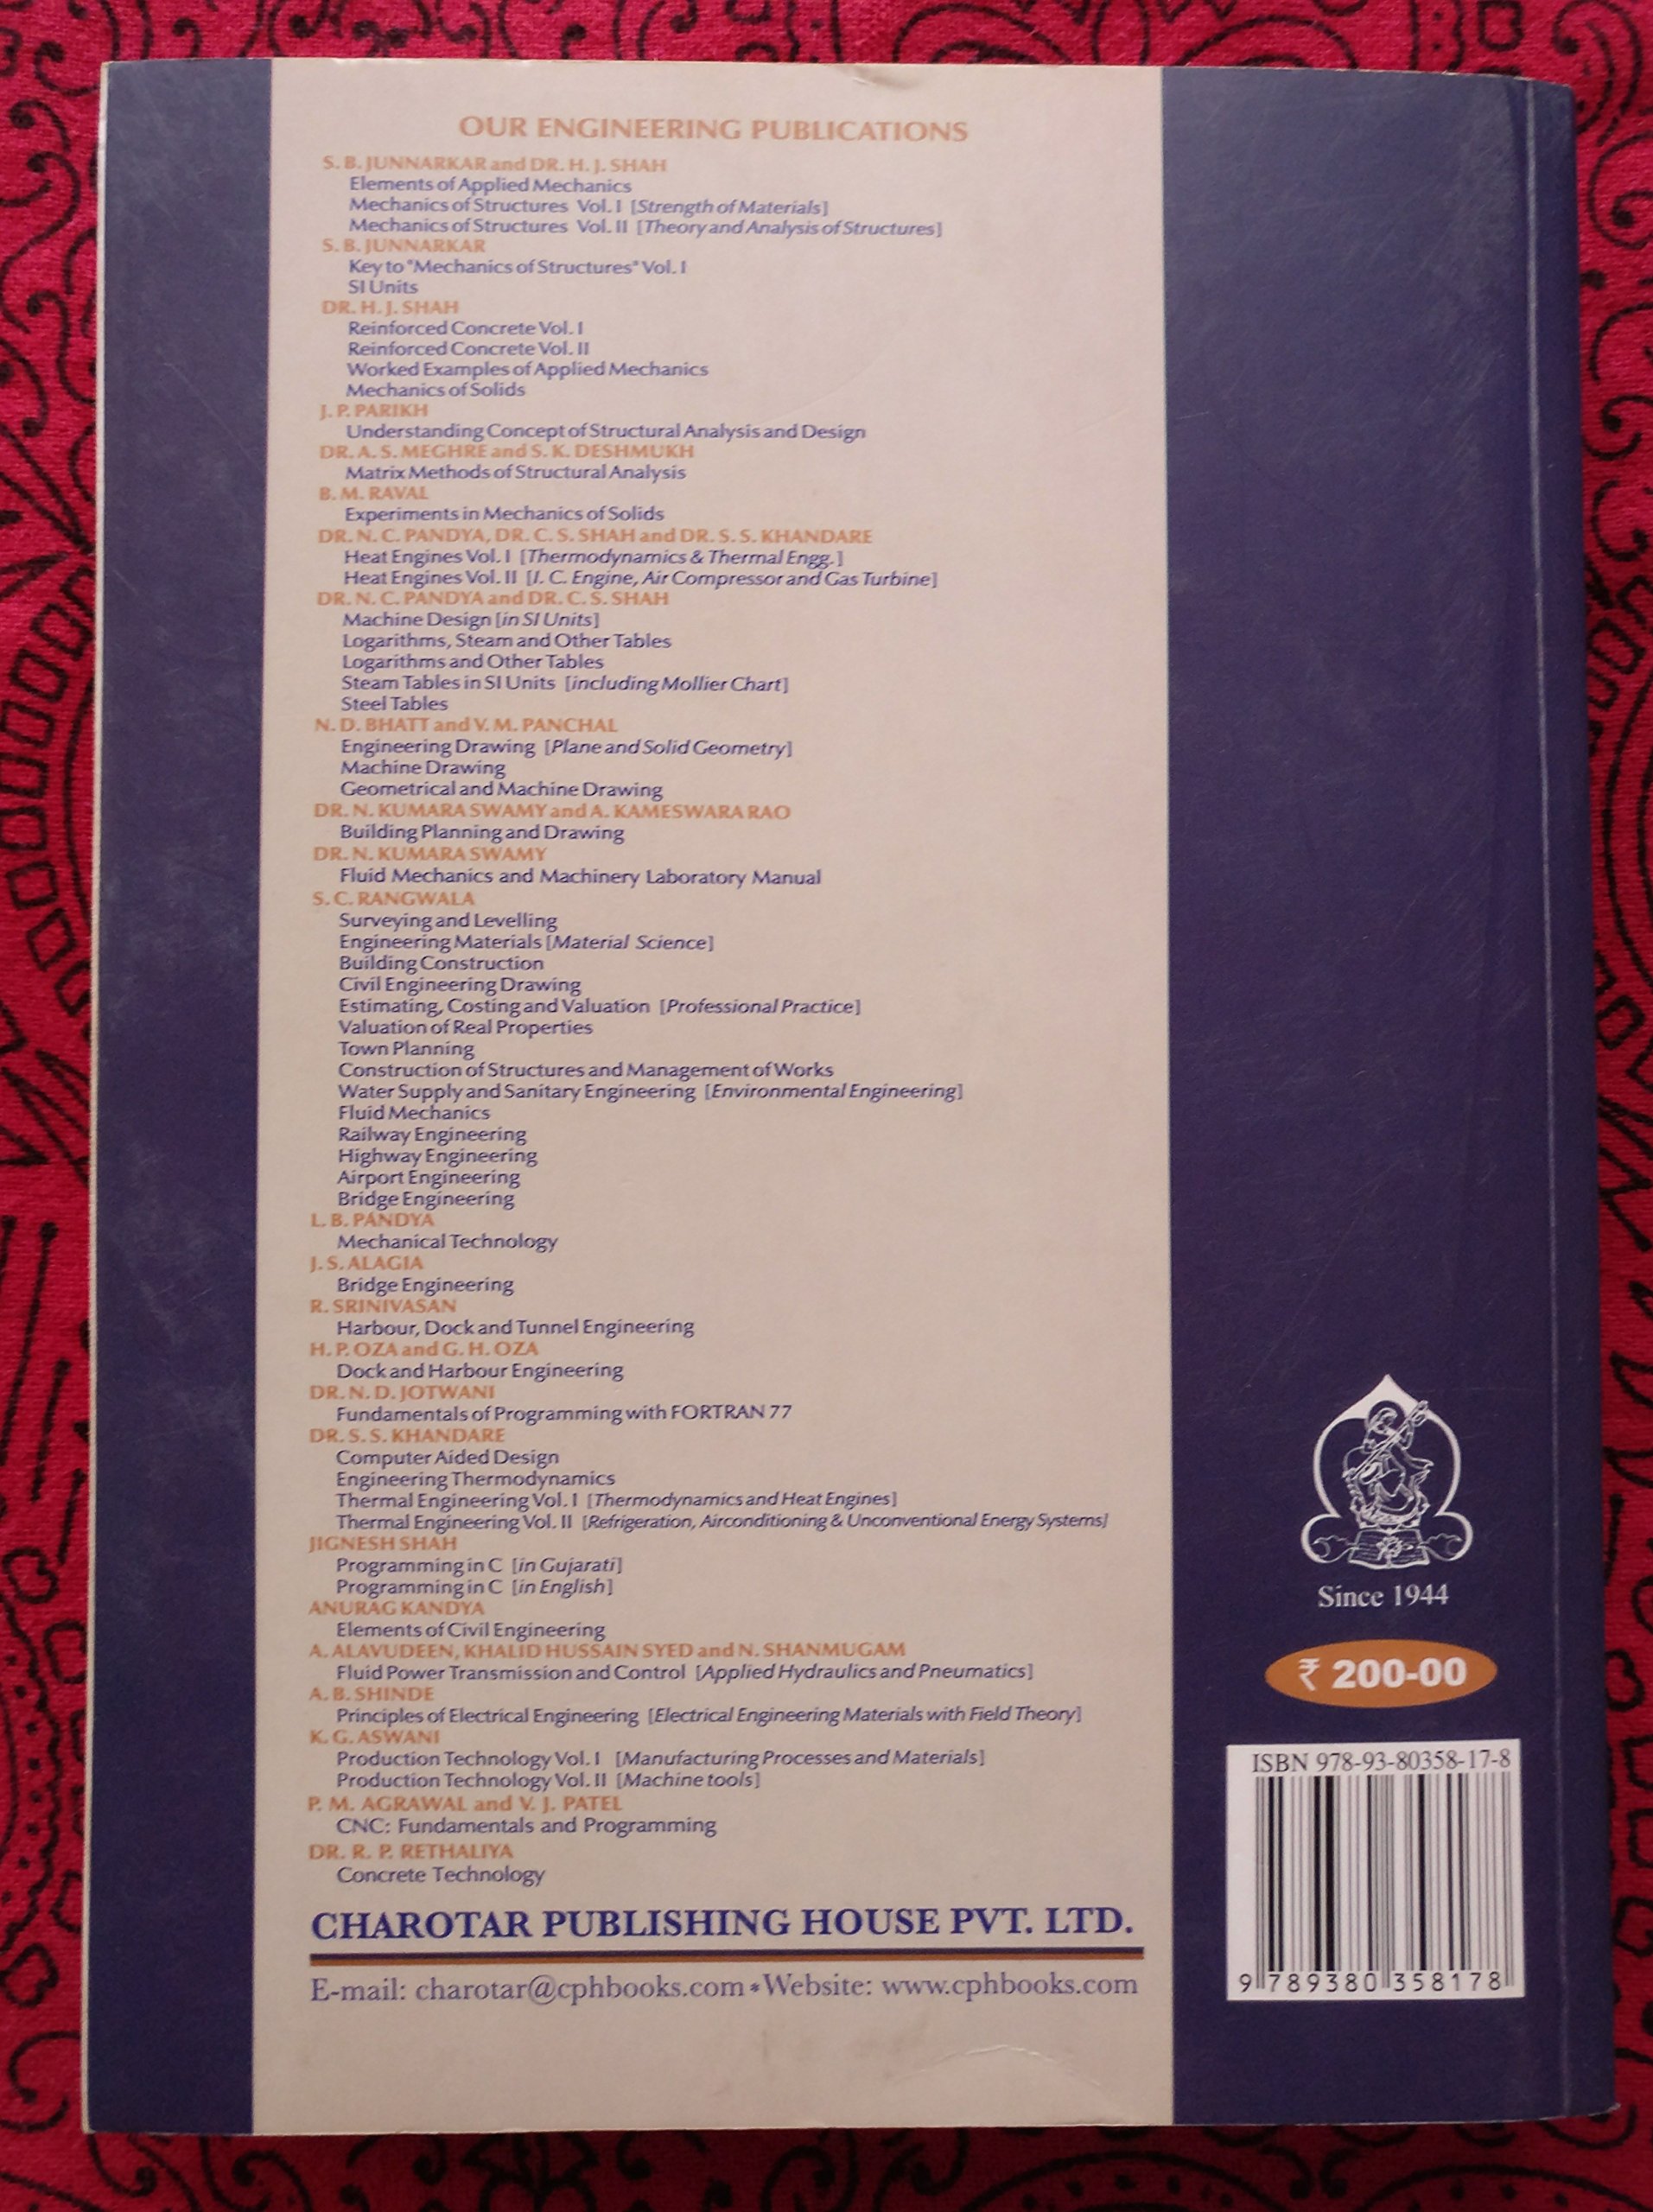 OUR ENGINEERING PUBLICATIONS
S. B. JUNNARKAR and DR. H. J. SHAH
Elements of Applied Mechanics
Mechanics of Structures Vol. I [Strength of Materials]
Mechanics of Structures Vol. II [Theory and Analysis of Structures]
S. B. JUNNARKAR
Key to "Mechanics of Structures" Vol. I
SI Units
DR. H. J. SHAH
Reinforced Concrete Vol. I
Reinforced Concrete Vol. II
Worked Examples of Applied Mechanics
Mechanics of Solids
J. P. PARIKH
Understanding Concept of Structural Analysis and Design
DR. A. S. MEGHRE and S. K. DESHMUKH
Matrix Methods of Structural Analysis
B. M. RAVAL
Experiments in Mechanics of Solids
DR. N. C. PANDYA, DR. C. S. SHAH and DR. S. S. KHANDARE
Heat Engines Vol. I [Thermodynamics & Thermal Engg.]
Heat Engines Vol. II [I. C. Engine, Air Compressor and Gas Turbine]
DR. N. C. PANDYA and DR. C. S. SHAH
Machine Design [in SI Units]
Logarithms, Steam and Other Tables
Logarithms and Other Tables
Steam Tables in SI Units [including Mollier Chart]
Steel Tables
N. D. BHATT and V. M. PANCHAL
Engineering Drawing [Plane and Solid Geometry]
Machine Drawing
Geometrical and Machine Drawing
DR. N. KUMARA SWAMY and A. KAMESWARA RAO
Building Planning and Drawing
DR. N. KUMARA SWAMY
Fluid Mechanics and Machinery Laboratory Manual
S. C. RANGWALA
Surveying and Levelling
Engineering Materials [Material Science]
Building Construction
Civil Engineering Drawing
Estimating, Costing and Valuation [Professional Practice]
Valuation of Real Properties
Town Planning
Construction of Structures and Management of Works
Water Supply and Sanitary Engineering [Environmental Engineering]
Fluid Mechanics
Railway Engineering
Highway Engineering
Airport Engineering
Bridge Engineering
L. B. PANDYA
Mechanical Technology
J. S. ALAGIA
Bridge Engineering
R. SRINIVASAN
Harbour, Dock and Tunnel Engineering
H. P. OZA and G. H. OZA
Dock and Harbour Engineering
DR. N. D. JOTWANI
Fundamentals of Programming with FORTRAN 77
DR. S. S. KHANDARE
Computer Aided Design
Engineering Thermodynamics
Thermal Engineering Vol. I [Thermodynamics and Heat Engines]
Thermal Engineering Vol. II [Refrigeration, Airconditioning & Unconventional Energy Systems]
JIGNESH SHAH
Programming in C [in Gujarati]
Programming in C [in English]
ANURAG KANDYA
Elements of Civil Engineering
A. ALAVUDEEN, KHALID HUSSAIN SYED and N. SHANMUGAM
Fluid Power Transmission and Control [Applied Hydraulics and Pneumatics]
A. B. SHINDE
Principles of Electrical Engineering [Electrical Engineering Materials with Field Theory]
K. G. ASWANI
Production Technology Vol. I [Manufacturing Processes and Materials]
Production Technology Vol. II [Machine tools]
P. M. AGRAWAL and V. J. PATEL
CNC: Fundamentals and Programming
DR. R. P. RETHALIYA
Concrete Technology
CHAROTAR PUBLISHING HOUSE PVT. LTD.
E-mail: charotar@cphbooks.com * Website: www.cphbooks.com
Since 1944
₹ 200-00
ISBN 978-93-80358-17-8
9 789380 358178